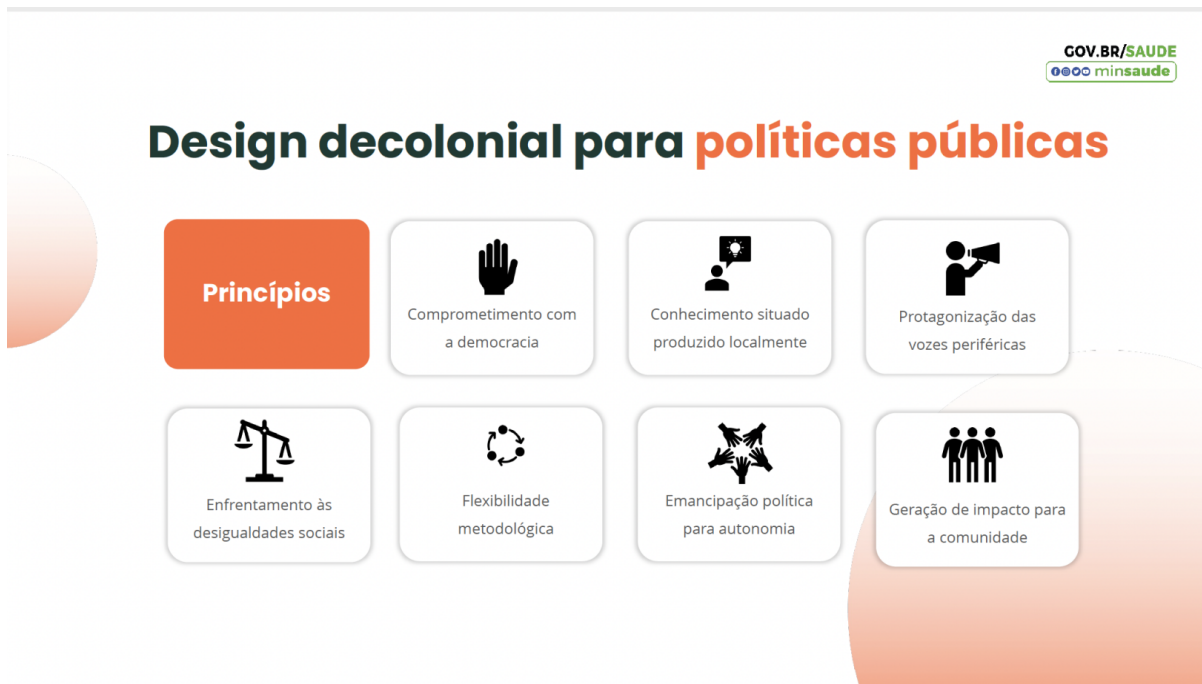 GOV.BR/SAUDE
minsaude
Design decolonial para políticas públicas
Princípios
Comprometimento com
a democracia
Conhecimento situado
produzido localmente
Protagonização das
vozes periféricas
Enfrentamento às
desigualdades sociais
Flexibilidade
metodológica
Emancipação política
para autonomia
Geração de impacto para
a comunidade